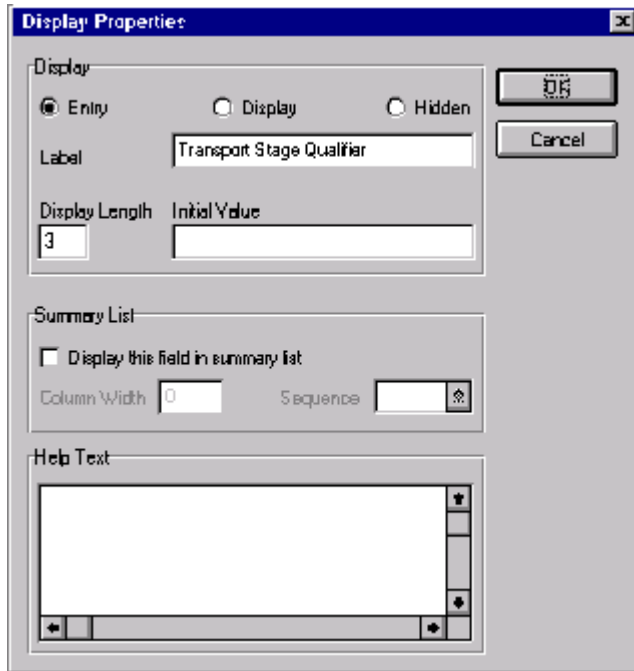 Display Properties
Display
Entry
Display
Hidden
OK
Cancel
Label
Transport Stage Qualifier
Display Length
Initial Value
3
Summary List
Display this field in summary list
Column Width
0
Sequence
Help Text